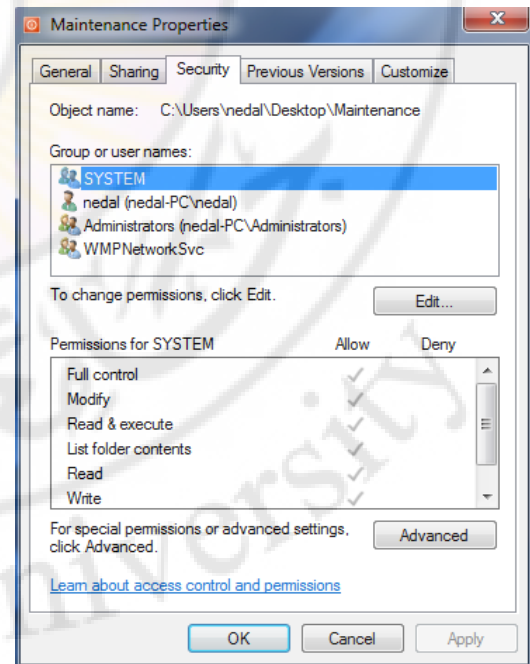 Maintenance Properties
General Sharing Security Previous Versions Customize
Object name: C:\Users\nedal\Desktop\Maintenance
Group or user names:
SYSTEM
nedal (nedal-PC\nedal)
Administrators (nedal-PC\Administrators)
WMPNetworkSvc
To change permissions, click Edit. Edit...
Permissions for SYSTEM Allow Deny
Full control
Modify
Read & execute
List folder contents
Read
Write
For special permissions or advanced settings, click Advanced. Advanced
Learn about access control and permissions
OK Cancel Apply
University